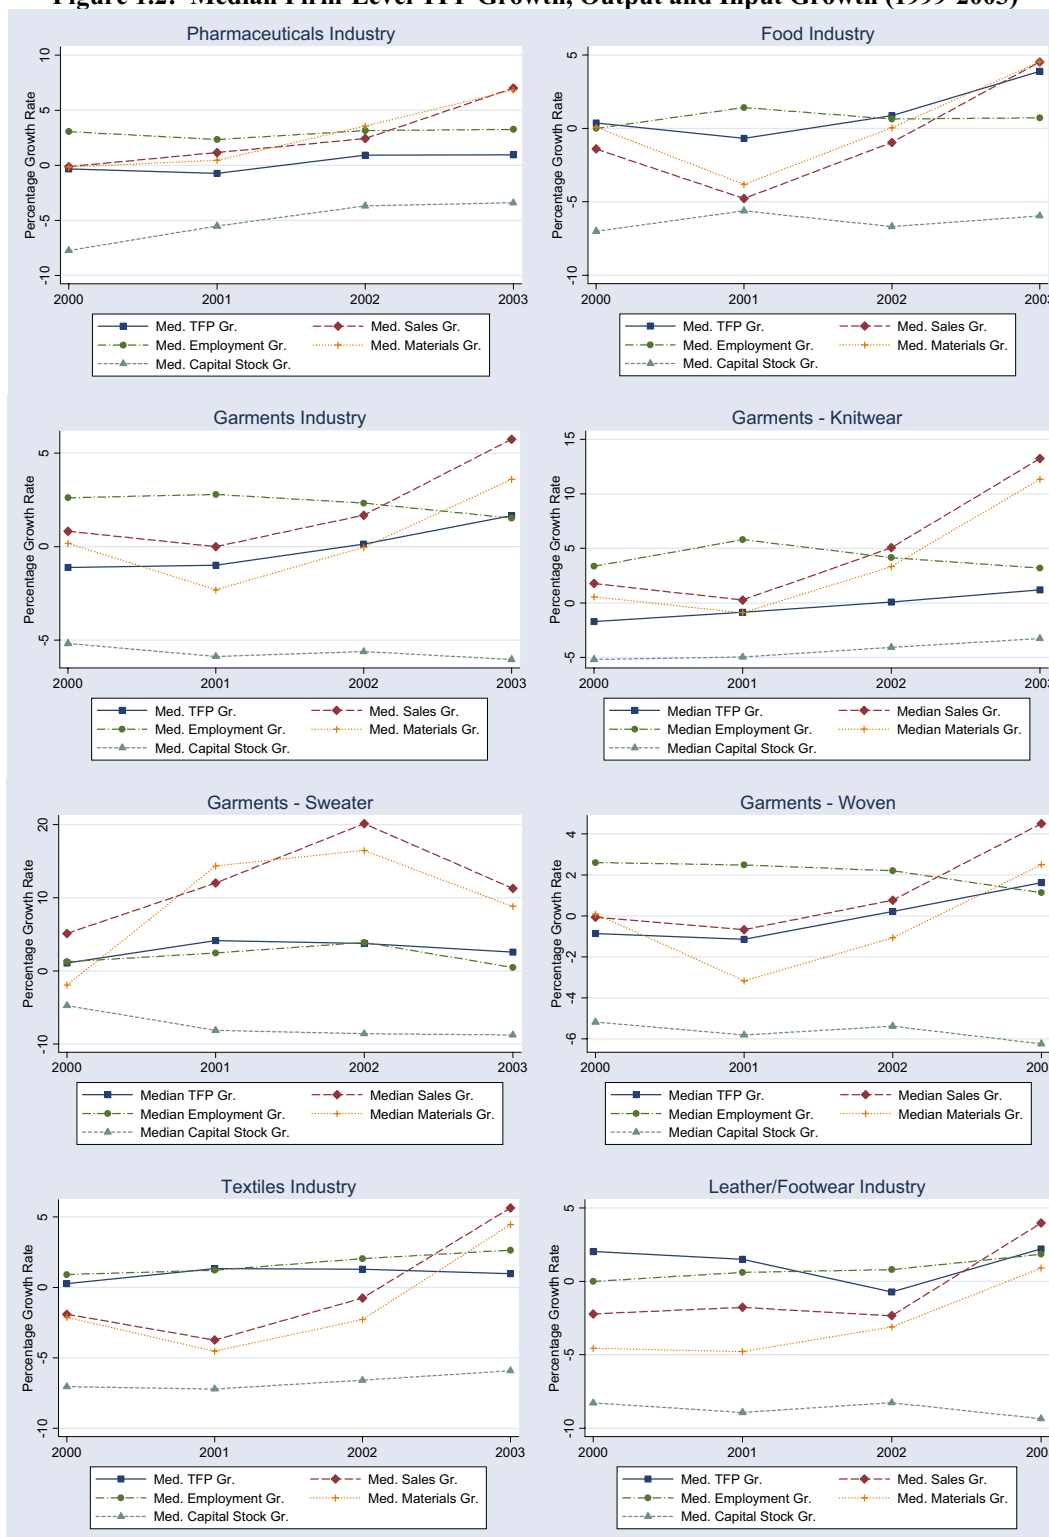 Figure 1.2: Median Firm-Level TFP Growth, Output and Input Growth (1999-2003)
Pharmaceuticals Industry
Percentage Growth Rate
10
5
0
-5
-10
2000 2001 2002 2003
Med. TFP Gr. Med. Sales Gr.
Med. Employment Gr. Med. Materials Gr.
Med. Capital Stock Gr.
Food Industry
Percentage Growth Rate
5
0
-5
-10
2000 2001 2002 2003
Med. TFP Gr. Med. Sales Gr.
Med. Employment Gr. Med. Materials Gr.
Med. Capital Stock Gr.
Garments Industry
Percentage Growth Rate
5
0
-5
2000 2001 2002 2003
Med. TFP Gr. Med. Sales Gr.
Med. Employment Gr. Med. Materials Gr.
Med. Capital Stock Gr.
Garments - Knitwear
Percentage Growth Rate
15
10
5
0
-5
2000 2001 2002 2003
Median TFP Gr. Median Sales Gr.
Median Employment Gr. Median Materials Gr.
Median Capital Stock Gr.
Garments - Sweater
Percentage Growth Rate
20
10
0
-10
2000 2001 2002 2003
Median TFP Gr. Median Sales Gr.
Median Employment Gr. Median Materials Gr.
Median Capital Stock Gr.
Garments - Woven
Percentage Growth Rate
4
2
0
-2
-4
-6
2000 2001 2002 200
Median TFP Gr. Median Sales Gr.
Median Employment Gr. Median Materials Gr.
Median Capital Stock Gr.
Textiles Industry
Percentage Growth Rate
5
0
-5
-10
2000 2001 2002 2003
Med. TFP Gr. Med. Sales Gr.
Med. Employment Gr. Med. Materials Gr.
Med. Capital Stock Gr.
Leather/Footwear Industry
Percentage Growth Rate
5
0
-5
-10
2000 2001 2002 200
Med. TFP Gr. Med. Sales Gr.
Med. Employment Gr. Med. Materials Gr.
Med. Capital Stock Gr.